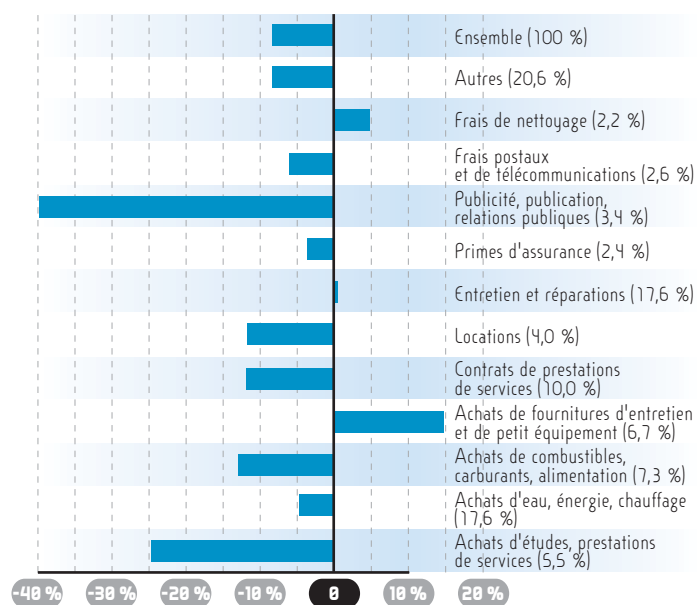 Ensemble (100 %)
Autres (20,6 %)
Frais de nettoyage (2,2 %)
Frais postaux
et de télécommunications (2,6 %)
Publicité, publication,
relations publiques (3,4 %)
Primes d'assurance (2,4 %)
Entretien et réparations (17,6 %)
Locations (4,0 %)
Contrats de prestations
de services (10,0 %)
Achats de fournitures d'entretien
et de petit équipement (6,7 %)
Achats de combustibles,
carburants, alimentation (7,3 %)
Achats d'eau, énergie, chauffage
(17,6 %)
Achats d'études, prestations
de services (5,5 %)
-40 % -30 % -20 % -10 % 0 10 % 20 %